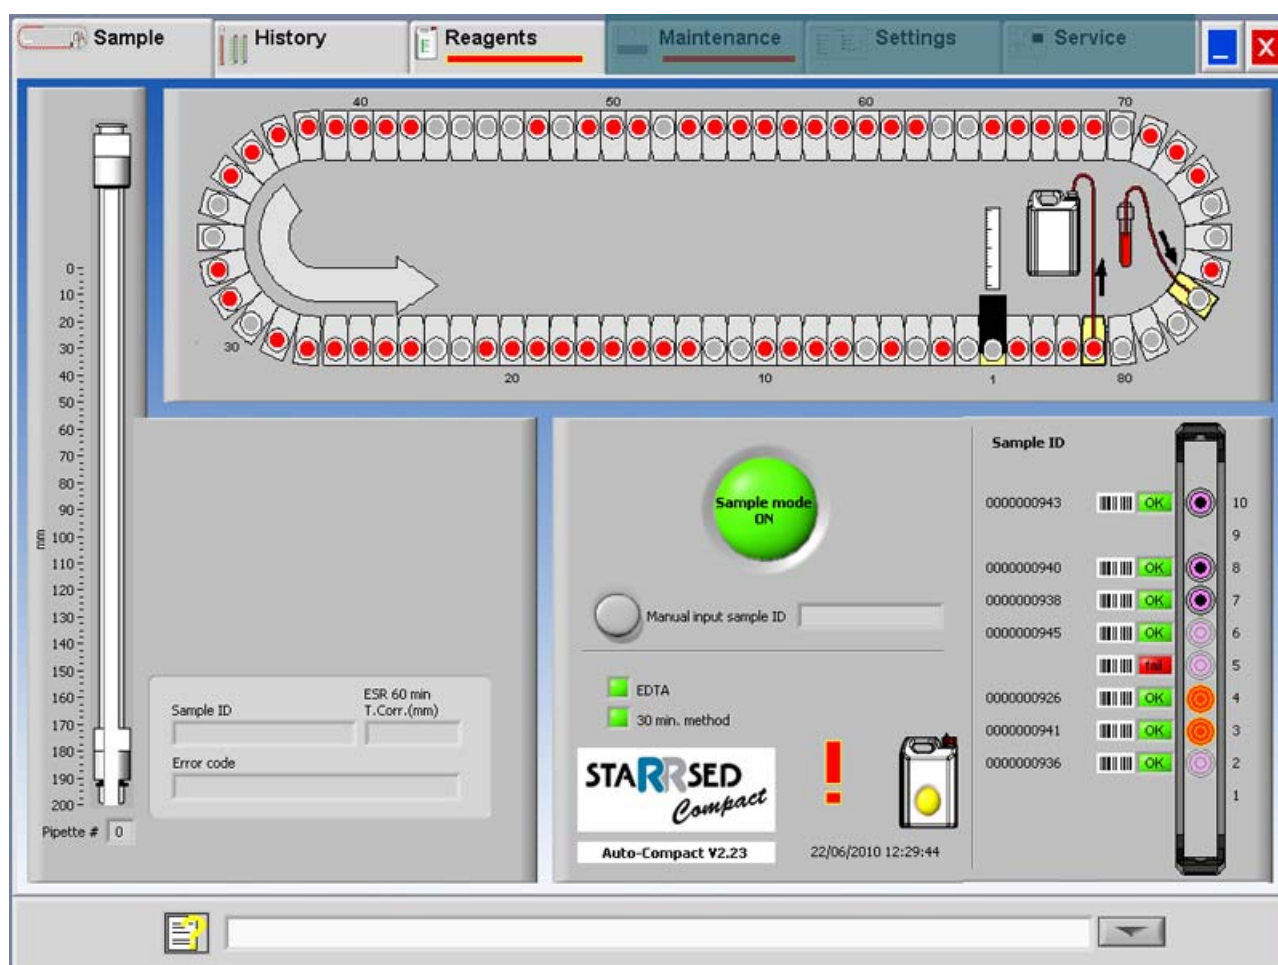 Sample History Reagents Maintenance Settings Service
40 50 60 70
30
20 10 1 80
0
10
20
30
40
50
60
70
80
90
mm 100
110
120
130
140
150
160
170
180
190
200
Pipette # 0
Sample ID
ESR 60 min
T.Corr.(mm)
Error code
Sample mode
ON
Manual input sample ID
EDTA
30 min. method
STARRSED
Compact
Auto-Compact V2.23
22/06/2010 12:29:44
Sample ID
0000000943 OK 10
9
0000000940 OK 8
0000000938 OK 7
0000000945 OK 6
fail 5
0000000926 OK 4
0000000941 OK 3
0000000936 OK 2
1